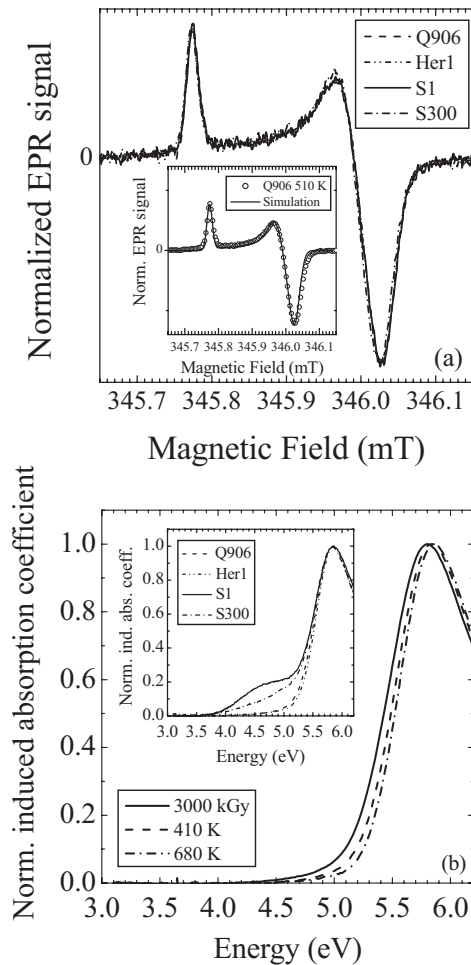 Normalized EPR signal
0
Q906
Her1
S1
S300
Norm. EPR signal
0
Q906 510 K
Simulation
345.7 345.8 345.9 346.0 346.1
Magnetic Field (mT)
(a)
345.7 345.8 345.9 346.0 346.1
Magnetic Field (mT)
Norm. induced absorption coefficient
1.0
0.8
0.6
0.4
0.2
0.0
Norm. ind. abs. coeff.
1.0
0.8
0.6
0.4
0.2
0.0
Q906
Her1
S1
S300
3.0 3.5 4.0 4.5 5.0 5.5 6.0
Energy (eV)
3000 kGy
410 K
680 K
(b)
3.0 3.5 4.0 4.5 5.0 5.5 6.0
Energy (eV)